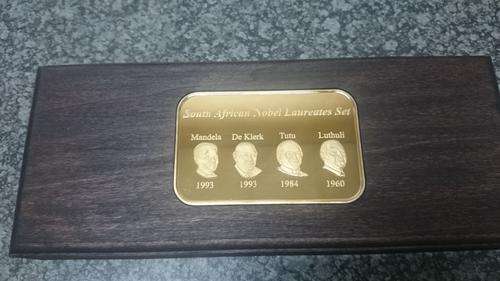 South African Nobel Laureates Set
Mandela De Klerk Tutu Luthuli
1993 1993 1984 1960